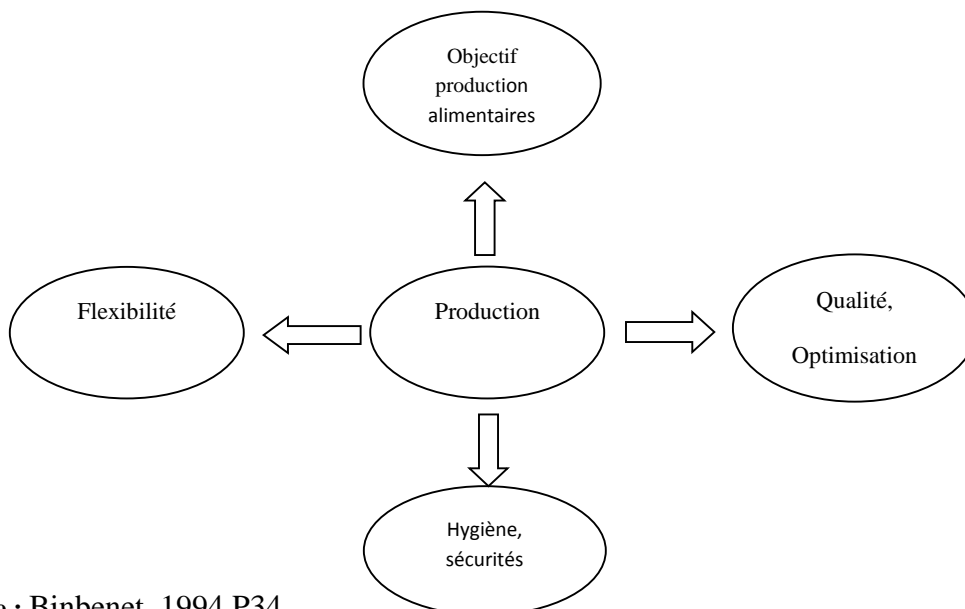 Objectif
production
alimentaires
Flexibilité
Production
Qualité,
Optimisation
Hygiène,
sécurités
: Binbenet, 1994 P34